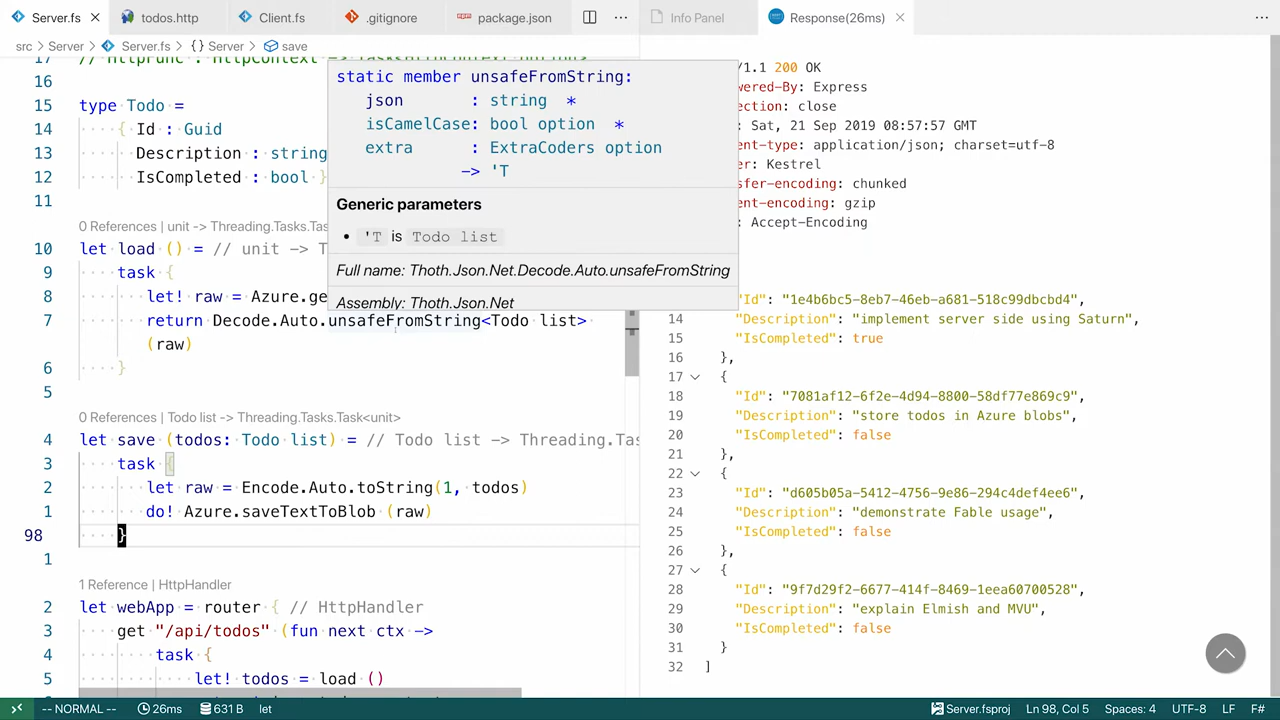 Server.fs
todos.http
Client.fs
.gitignore
package.json
Info Panel
Response(26ms)
src > Server > Server.fs > {} Server > save
17
16
15 type Todo =
14 { Id : Guid
13 Description : string
12 IsCompleted : bool }
11
0 References | unit -> Threading.Tasks.Tas
10 let load () = // unit -> T
9 task {
8 let! raw = Azure.ge
7 return Decode.Auto.unsafeFromString<Todo list>
(raw)
6 }
5
0 References | Todo list -> Threading.Tasks.Task<unit>
4 let save (todos: Todo list) = // Todo list -> Threading.Tas
3 task {
2 let raw = Encode.Auto.toString(1, todos)
1 do! Azure.saveTextToBlob (raw)
98 }
1
1 Reference | HttpHandler
2 let webApp = router { // HttpHandler
3 get "/api/todos" (fun next ctx ->
4 task {
5 let! todos = load ()
static member unsafeFromString:
json : string *
isCamelCase: bool option *
extra : ExtraCoders option
-> 'T
Generic parameters
• 'T is Todo list
Full name: Thoth.Json.Net.Decode.Auto.unsafeFromString
Assembly: Thoth.Json.Net
/1.1 200 OK
wered-By: Express
ection: close
: Sat, 21 Sep 2019 08:57:57 GMT
ent-type: application/json; charset=utf-8
er: Kestrel
sfer-encoding: chunked
ent-encoding: gzip
: Accept-Encoding
"Id": "1e4b6bc5-8eb7-46eb-a681-518c99dbcbd4",
14 "Description": "implement server side using Saturn",
15 "IsCompleted": true
16 },
17 {
18 "Id": "7081af12-6f2e-4d94-8800-58df77e869c9",
19 "Description": "store todos in Azure blobs",
20 "IsCompleted": false
21 },
22 {
23 "Id": "d605b05a-5412-4756-9e86-294c4def4ee6",
24 "Description": "demonstrate Fable usage",
25 "IsCompleted": false
26 },
27 {
28 "Id": "9f7d29f2-6677-414f-8469-1eea60700528",
29 "Description": "explain Elmish and MVU",
30 "IsCompleted": false
31 }
32 ]
-- NORMAL -- 26ms 631 B let Server.fsproj Ln 98, Col 5 Spaces: 4 UTF-8 LF F#